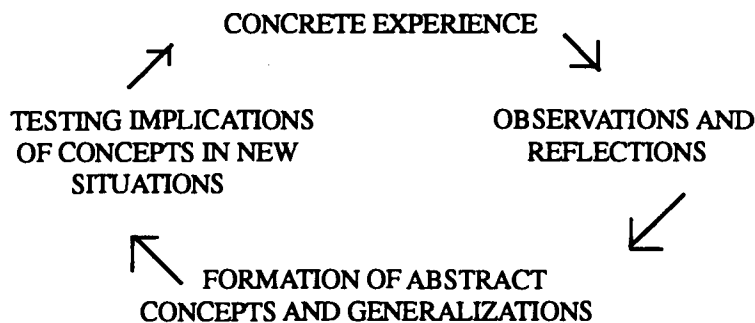 CONCRETE EXPERIENCE
OBSERVATIONS AND
REFLECTIONS
FORMATION OF ABSTRACT
CONCEPTS AND GENERALIZATIONS
TESTING IMPLICATIONS
OF CONCEPTS IN NEW
SITUATIONS